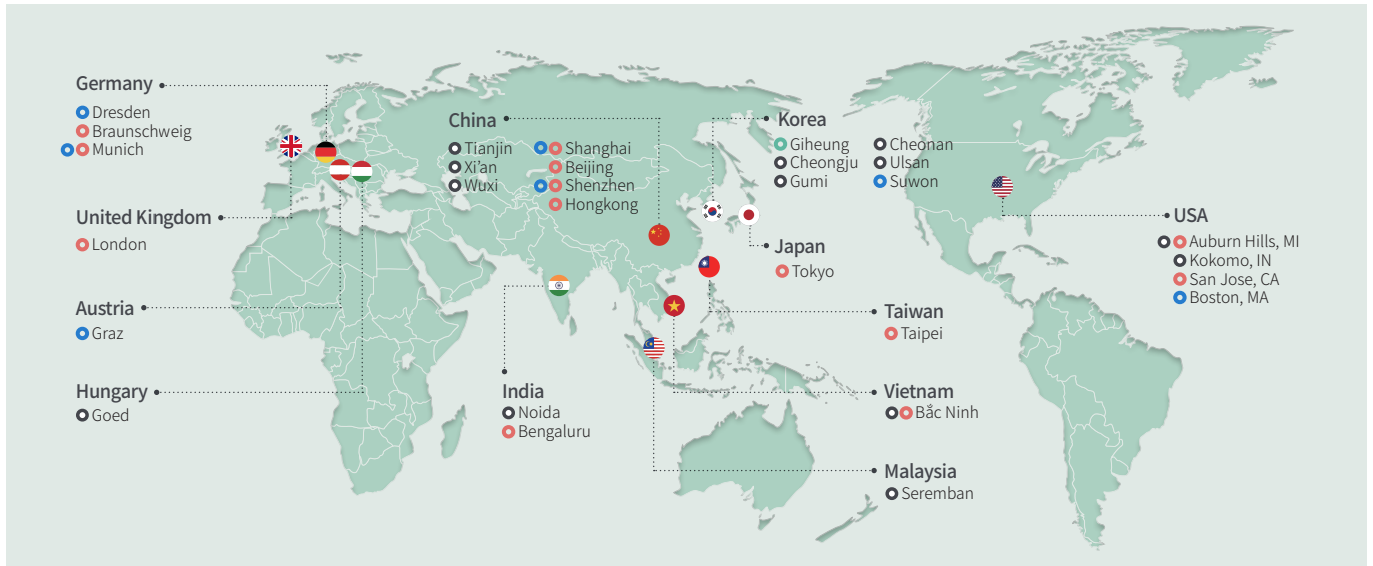 Germany
Dresden
Braunschweig
Munich
United Kingdom
London
Austria
Graz
Hungary
Goed
China
Tianjin
Xi'an
Wuxi
Shanghai
Beijing
Shenzhen
Hongkong
India
Noida
Bengaluru
Korea
Giheung
Cheongju
Gumi
Cheonan
Ulsan
Suwon
Japan
Tokyo
Taiwan
Taipei
Vietnam
Bắc Ninh
Malaysia
Seremban
USA
Auburn Hills, MI
Kokomo, IN
San Jose, CA
Boston, MA